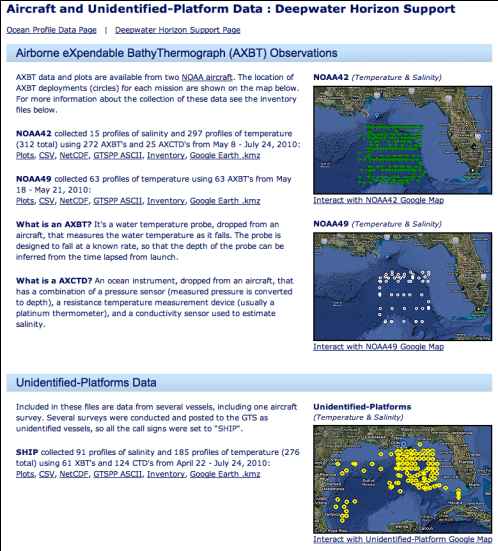 Aircraft and Unidentified-Platform Data : Deepwater Horizon Support
Ocean Profile Data Page | Deepwater Horizon Support Page
Airborne eXpendable BathyThermograph (AXBT) Observations
AXBT data and plots are available from two NOAA aircraft. The location of
AXBT deployments (circles) for each mission are shown on the map below.
For more information about the collection of these data see the inventory
files below.
NOAA42 collected 15 profiles of salinity and 297 profiles of temperature
(312 total) using 272 AXBT's and 25 AXCTD's from May 8 - July 24, 2010:
Plots, CSV, NetCDF, GTSPP ASCII, Inventory, Google Earth .kmz
NOAA49 collected 63 profiles of temperature using 63 AXBT's from May
18 - May 21, 2010:
Plots, CSV, NetCDF, GTSPP ASCII, Inventory, Google Earth .kmz
What is an AXBT? It's a water temperature probe, dropped from an
aircraft, that measures the water temperature as it falls. The probe is
designed to fall at a known rate, so that the depth of the probe can be
inferred from the time lapsed from launch.
What is a AXCTD? An ocean instrument, dropped from an aircraft, that
has a combination of a pressure sensor (measured pressure is converted
to depth), a resistance temperature measurement device (usually a
platinum thermometer), and a conductivity sensor used to estimate
salinity.
NOAA42 (Temperature & Salinity)
Florida
Interact with NOAA42 Google Map
NOAA49 (Temperature & Salinity)
Florida
Interact with NOAA49 Google Map
Unidentified-Platforms Data
Included in these files are data from several vessels, including one aircraft
survey. Several surveys were conducted and posted to the GTS as
unidentified vessels, so all the call signs were set to "SHIP".
SHIP collected 91 profiles of salinity and 185 profiles of temperature (276
total) using 61 XBT's and 124 CTD's from April 22 - July 24, 2010:
Plots, CSV, NetCDF, GTSPP ASCII, Inventory, Google Earth .kmz
Unidentified-Platforms
(Temperature & Salinity)
Louisiana
Florida
Gulf of
Mexico
Havana
Cuba
Interact with Unidentified-Platform Google Map